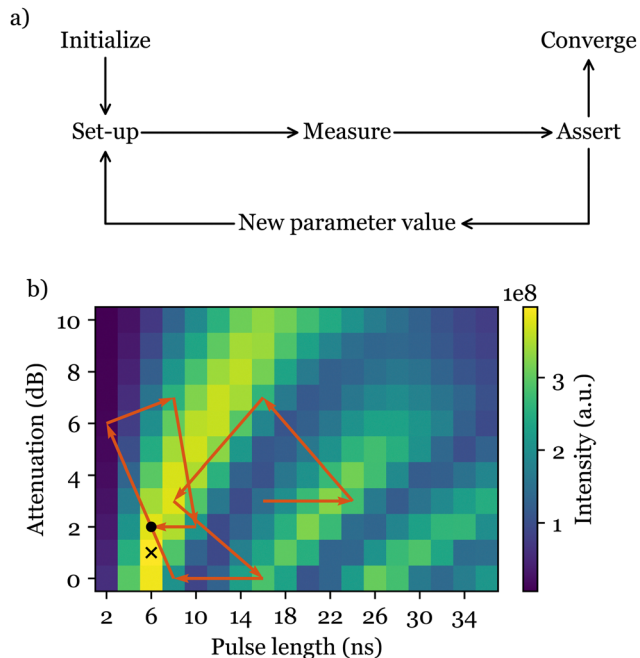 a)
Initialize
Converge
Set-up
Measure
Assert
New parameter value
b)
1e8
10
8
6
4
2
0
Attenuation (dB)
2
6
10
14
18
22
26
30
34
Pulse length (ns)
3
2
1
Intensity (a.u.)